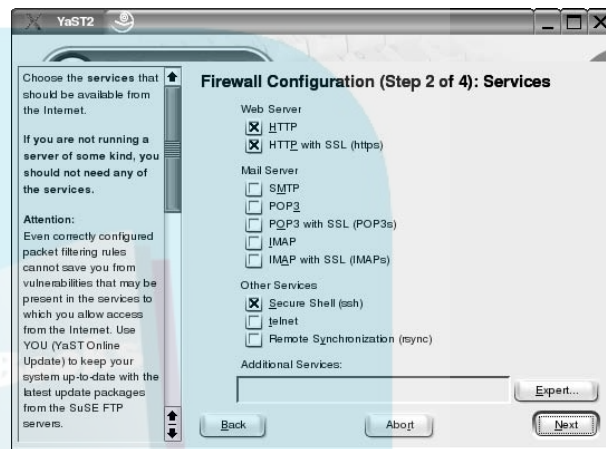 YaST2
Choose the services that
should be available from
the Internet.
If you are not running a
server of some kind, you
should not need any of
the services.
Attention:
Even correctly configured
packet filtering rules
cannot save you from
vulnerabilities that may be
present in the services to
which you allow access
from the Internet. Use
YOU (YaST Online
Update) to keep your
system up-to-date with the
latest update packages
from the SuSE FTP
servers.
Firewall Configuration (Step 2 of 4): Services
Web Server
HTTP
HTTP with SSL (https)
Mail Server
SMTP
POP3
POP3 with SSL (POP3s)
IMAP
IMAP with SSL (IMAPs)
Other Services
Secure Shell (ssh)
telnet
Remote Synchronization (rsync)
Additional Services:
Expert...
Back
Abort
Next